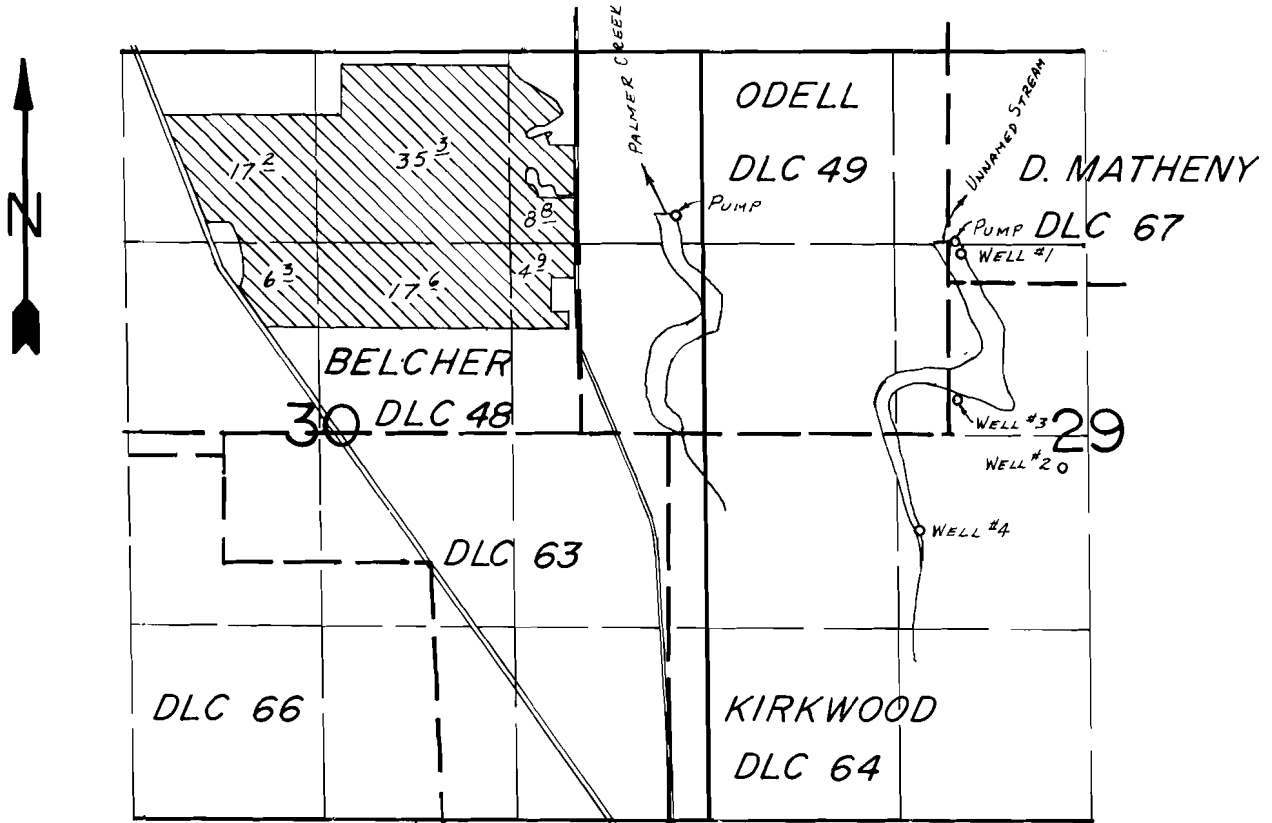 N
PALMER CREEK
ODELL
DLC 49
UNNAMED STREAM
D. MATHENY
DLC 67
17 2
35 3
8 8
6 3
17 6
4 9
PUMP
PUMP
WELL #1
BELCHER
DLC 48
30
WELL #3
29
WELL #2
WELL #4
DLC 63
DLC 66
KIRKWOOD
DLC 64